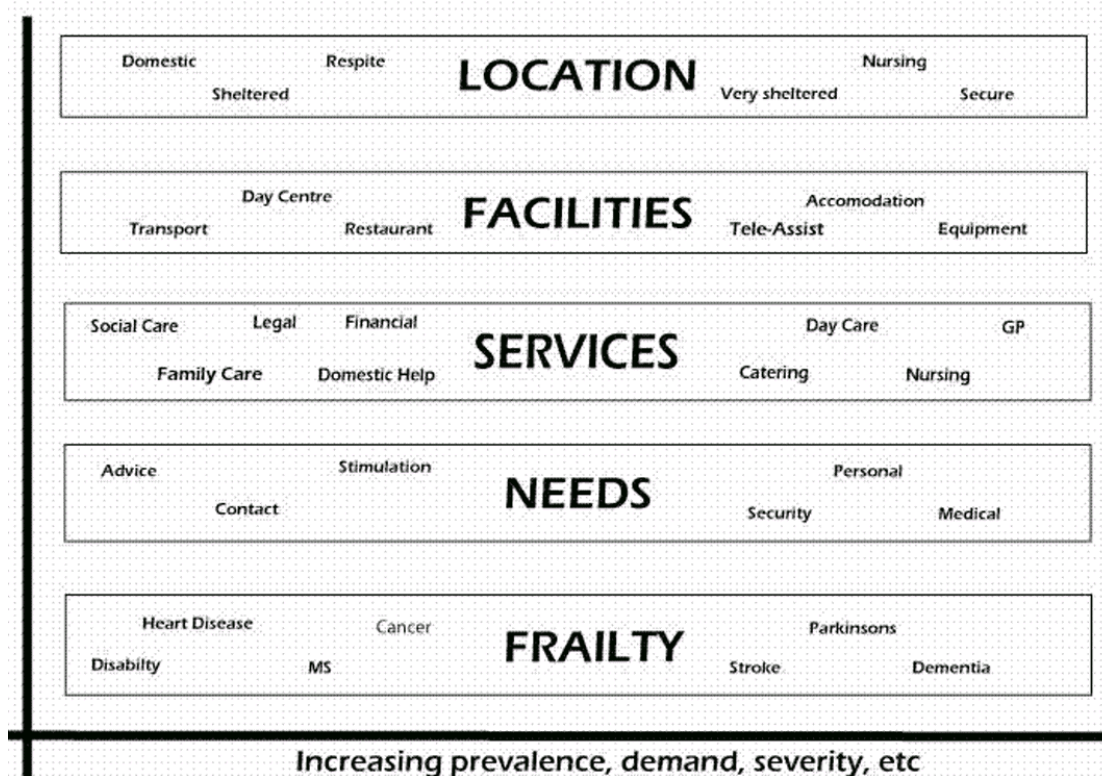 Domestic Respite LOCATION Nursing
Sheltered Very sheltered Secure
Day Centre FACILITIES Accomodation
Transport Restaurant Tele-Assist Equipment
Social Care Legal Financial SERVICES Day Care GP
Family Care Domestic Help Catering Nursing
Advice Stimulation NEEDS Personal
Contact Security Medical
Heart Disease Cancer FRAILTY Parkinsons
Disabilty MS Stroke Dementia
Increasing prevalence, demand, severity, etc